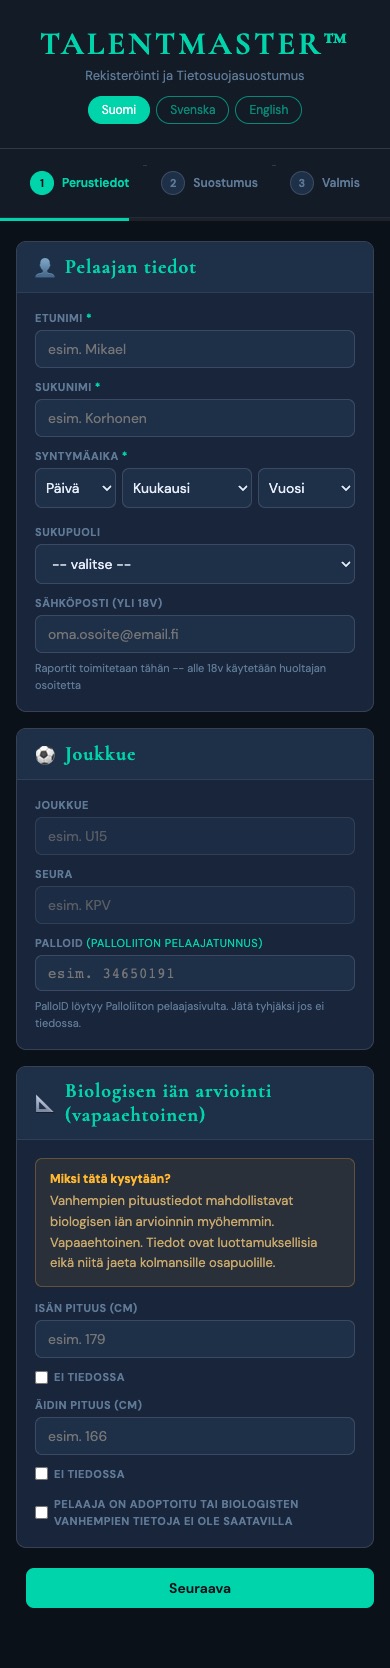 TALENTMASTER™
Rekisteröinti ja Tietosuojasuostumus
Suomi
Svenska
English
1 Perustiedot
2 Suostumus
3 Valmis
Pelaajan tiedot
ETUNIMI *
esim. Mikael
SUKUNIMI *
esim. Korhonen
SYNTYMÄAIKA *
Päivä
Kuukausi
Vuosi
SUKUPUOLI
-- valitse --
SÄHKÖPOSTI (YLI 18V)
oma.osoite@email.fi
Raportit toimitetaan tähän -- alle 18v käytetään huoltajan
osoitetta
Joukkue
JOUKKUE
esim. U15
SEURA
esim. KPV
PALLOID (PALLOLIITON PELAAJATUNNUS)
esim. 34650191
PalloID löytyy Palloliiton pelaajasivulta. Jätä tyhjäksi jos ei
tiedossa.
Biologisen iän arviointi
(vapaaehtoinen)
Miksi tätä kysytään?
Vanhempien pituustiedot mahdollistavat
biologisen iän arvioinnin myöhemmin.
Vapaaehtoinen. Tiedot ovat luottamuksellisia
eikä niitä jaeta kolmansille osapuolille.
ISÄN PITUUS (CM)
esim. 179
EI TIEDOSSA
ÄIDIN PITUUS (CM)
esim. 166
EI TIEDOSSA
PELAAJA ON ADOPTOITU TAI BIOLOGISTEN
VANHEMPIEN TIETOJA EI OLE SAATAVILLA
Seuraava